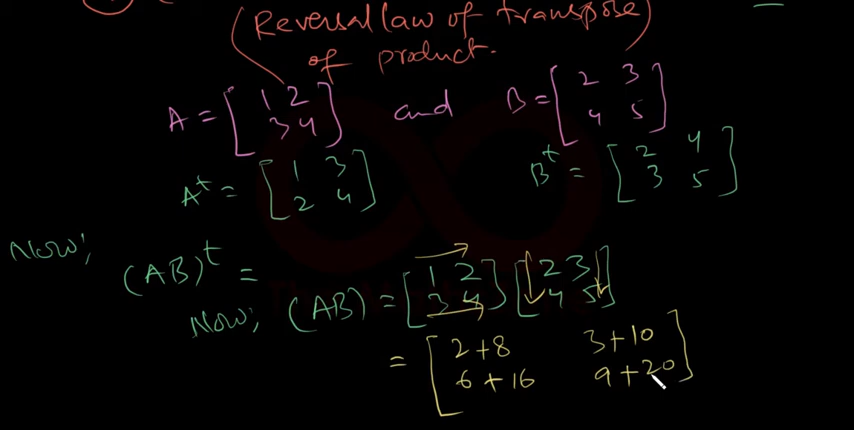 (Reversal law of transpose
of product.)
A = [1 2
3 4] and B = [2 3
4 5]
Aᵗ = [1 3
2 4] Bᵗ = [2 4
3 5]
Now,
(AB)ᵗ =
Now, (AB) = [1 2
3 4] [2 3
4 5]
= [2+8 3+10
6+16 9+20]